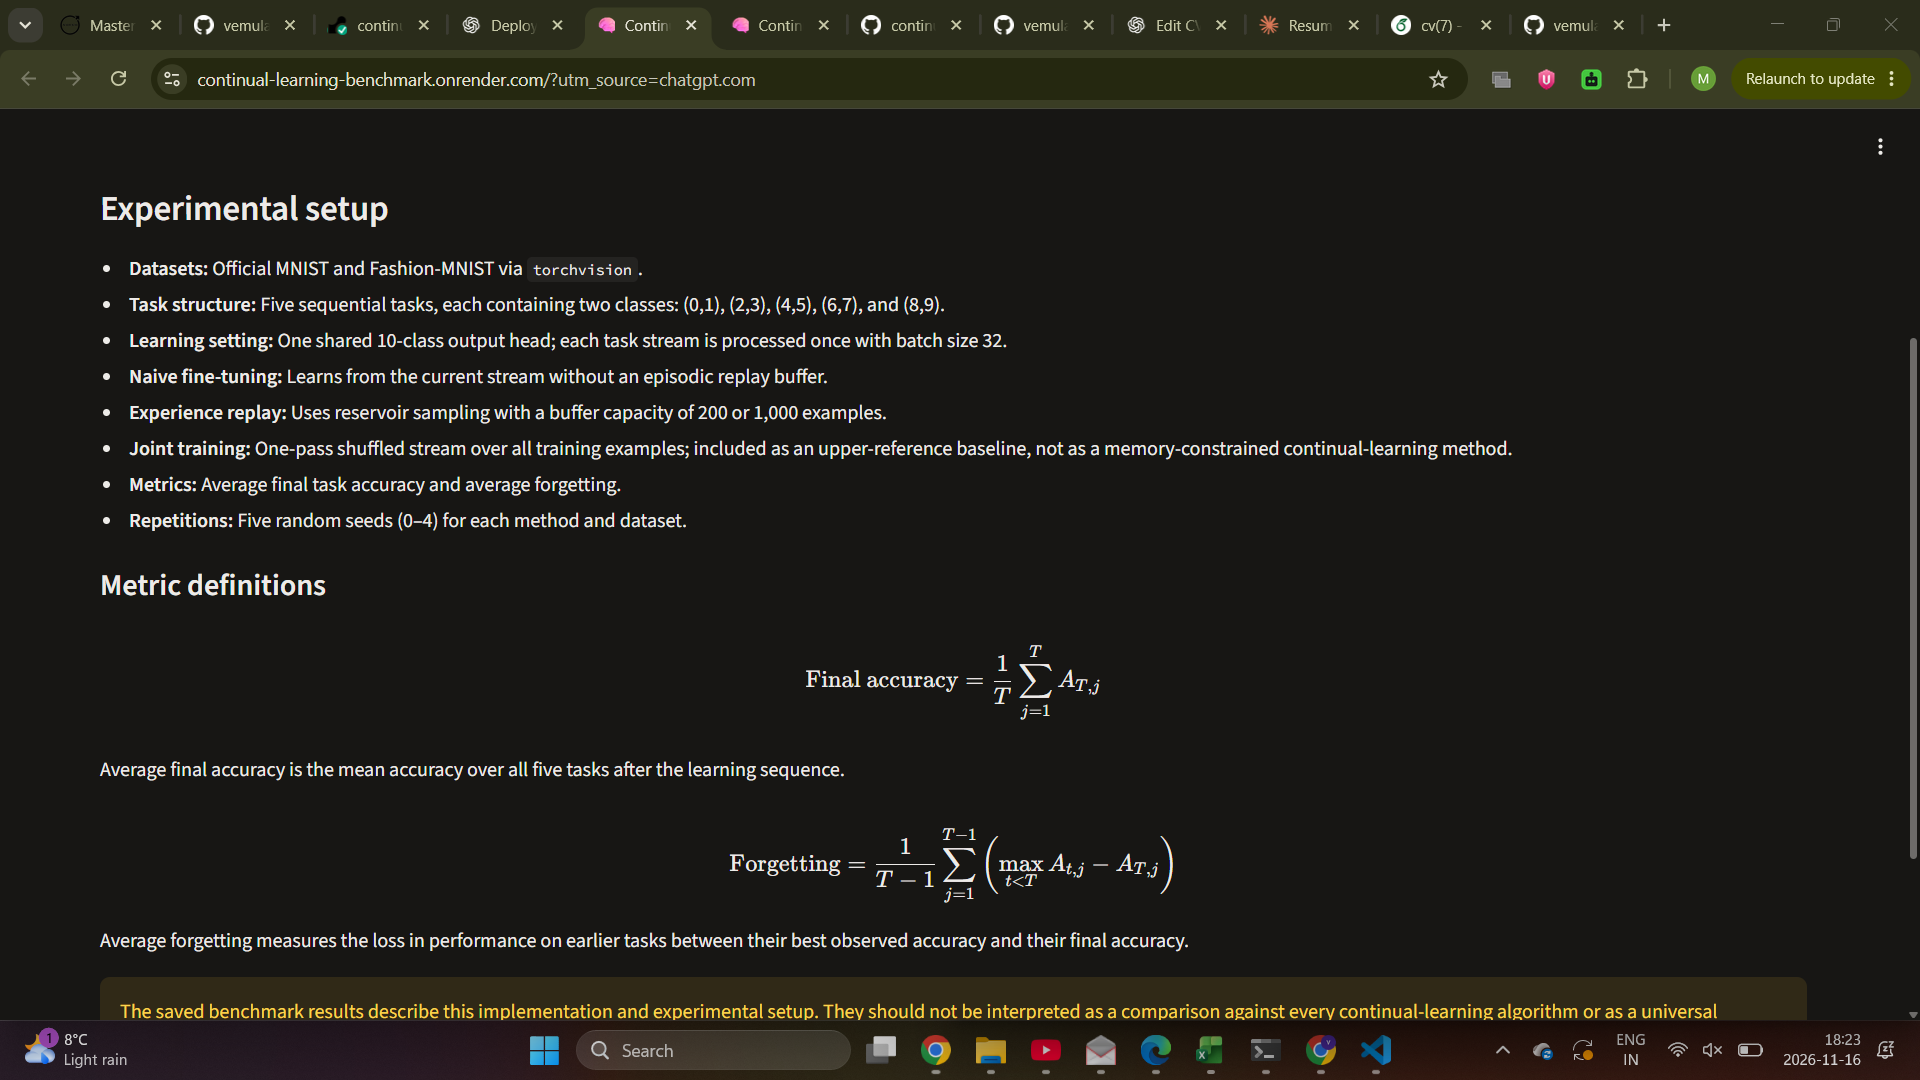 Master
vemula
contin
Deploy
Contin
Contin
contin
vemula
Edit CV
Resum
cv(7) -
vemula
continual-learning-benchmark.onrender.com/?utm_source=chatgpt.com
M
Relaunch to update
Experimental setup
• Datasets: Official MNIST and Fashion-MNIST via torchvision.
• Task structure: Five sequential tasks, each containing two classes: (0,1), (2,3), (4,5), (6,7), and (8,9).
• Learning setting: One shared 10-class output head; each task stream is processed once with batch size 32.
• Naive fine-tuning: Learns from the current stream without an episodic replay buffer.
• Experience replay: Uses reservoir sampling with a buffer capacity of 200 or 1,000 examples.
• Joint training: One-pass shuffled stream over all training examples; included as an upper-reference baseline, not as a memory-constrained continual-learning method.
• Metrics: Average final task accuracy and average forgetting.
• Repetitions: Five random seeds (0–4) for each method and dataset.
Metric definitions
Final accuracy = \frac{1}{T} \sum_{j=1}^{T} A_{T,j}
Average final accuracy is the mean accuracy over all five tasks after the learning sequence.
Forgetting = \frac{1}{T-1} \sum_{j=1}^{T-1} \left( \max_{t<T} A_{t,j} - A_{T,j} \right)
Average forgetting measures the loss in performance on earlier tasks between their best observed accuracy and their final accuracy.
The saved benchmark results describe this implementation and experimental setup. They should not be interpreted as a comparison against every continual-learning algorithm or as a universal
1
8°C
Light rain
Search
ENG
IN
18:23
2026-11-16